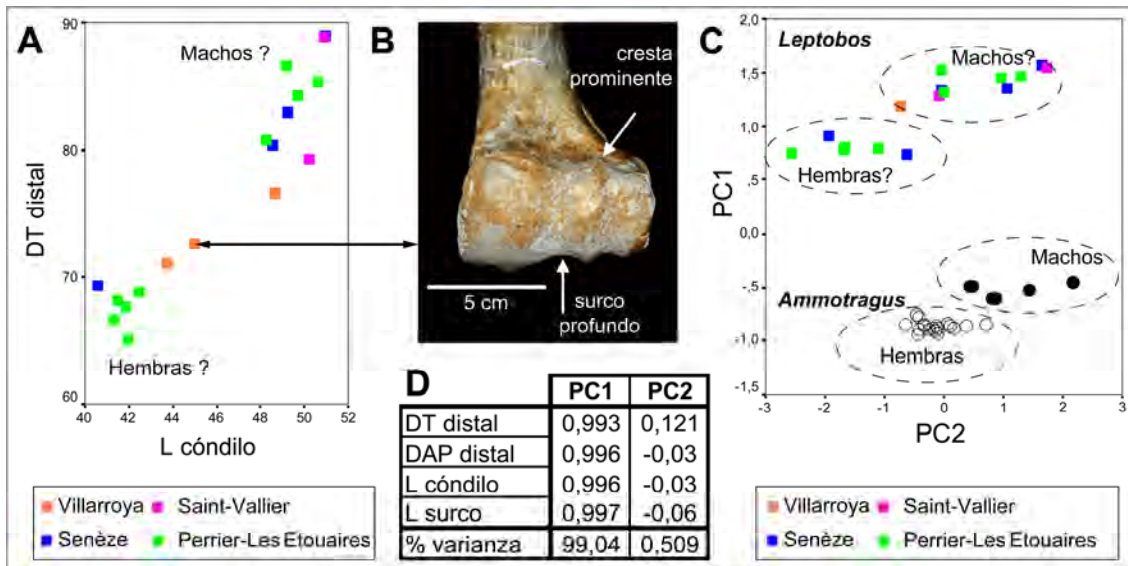 A
90
80
70
60
DT distal
Machos ?
Hembras ?
40 42 44 46 48 50 52
L cóndilo
Villarroya
Saint-Vallier
Senèze
Perrier-Les Etouaires
B
cresta
prominente
5 cm
surco
profundo
D
PC1 PC2
DT distal 0,993 0,121
DAP distal 0,996 -0,03
L cóndilo 0,996 -0,03
L surco 0,997 -0,06
% varianza 99,04 0,509
C
2,0
1,5
1,0
0,5
0,0
-,5
-1,0
-1,5
PC1
Leptobos
Machos?
Hembras?
Machos
Ammotragus
Hembras
-3 -2 -1 0 1 2 3
PC2
Villarroya
Saint-Vallier
Senèze
Perrier-Les Etouaires